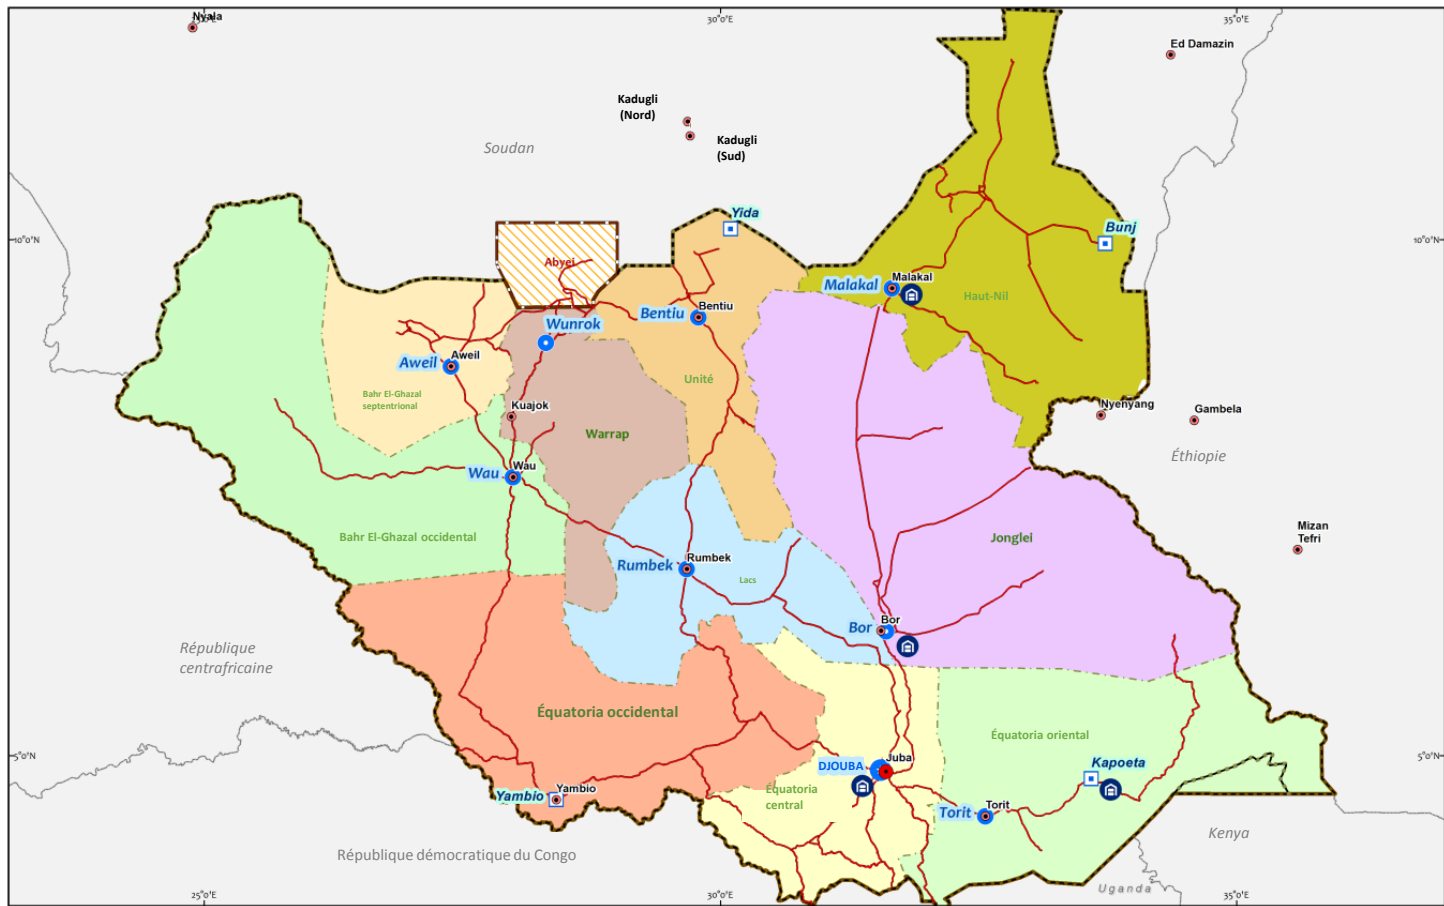 Nyala
30°0'E
35°0'E
Ed Damazin
Kadugli
(Nord)
Kadugli
(Sud)
Soudan
Yida
Bunj
10°0'N
10°0'N
Abyei
Malakal
Malakal
Haut-Nil
Bentiu
Bentiu
Wunrok
Aweil
Aweil
Unité
Bahr El-Ghazal
septentrional
Kuajok
Nyenyang
Gambela
Warrap
Éthiopie
Wau
Wau
Bahr El-Ghazal occidental
Jonglei
Mizan
Tefri
Rumbek
Rumbek
Lacs
Bor
Bor
République
centrafricaine
Équatoria occidental
Équatoria oriental
5°0'N
5°0'N
DJOUBA
Juba
Kapoeta
Équatoria
central
Yambio
Yambio
Torit
Torit
Kenya
République démocratique du Congo
Uganda
25°0'E
30°0'E
35°0'E